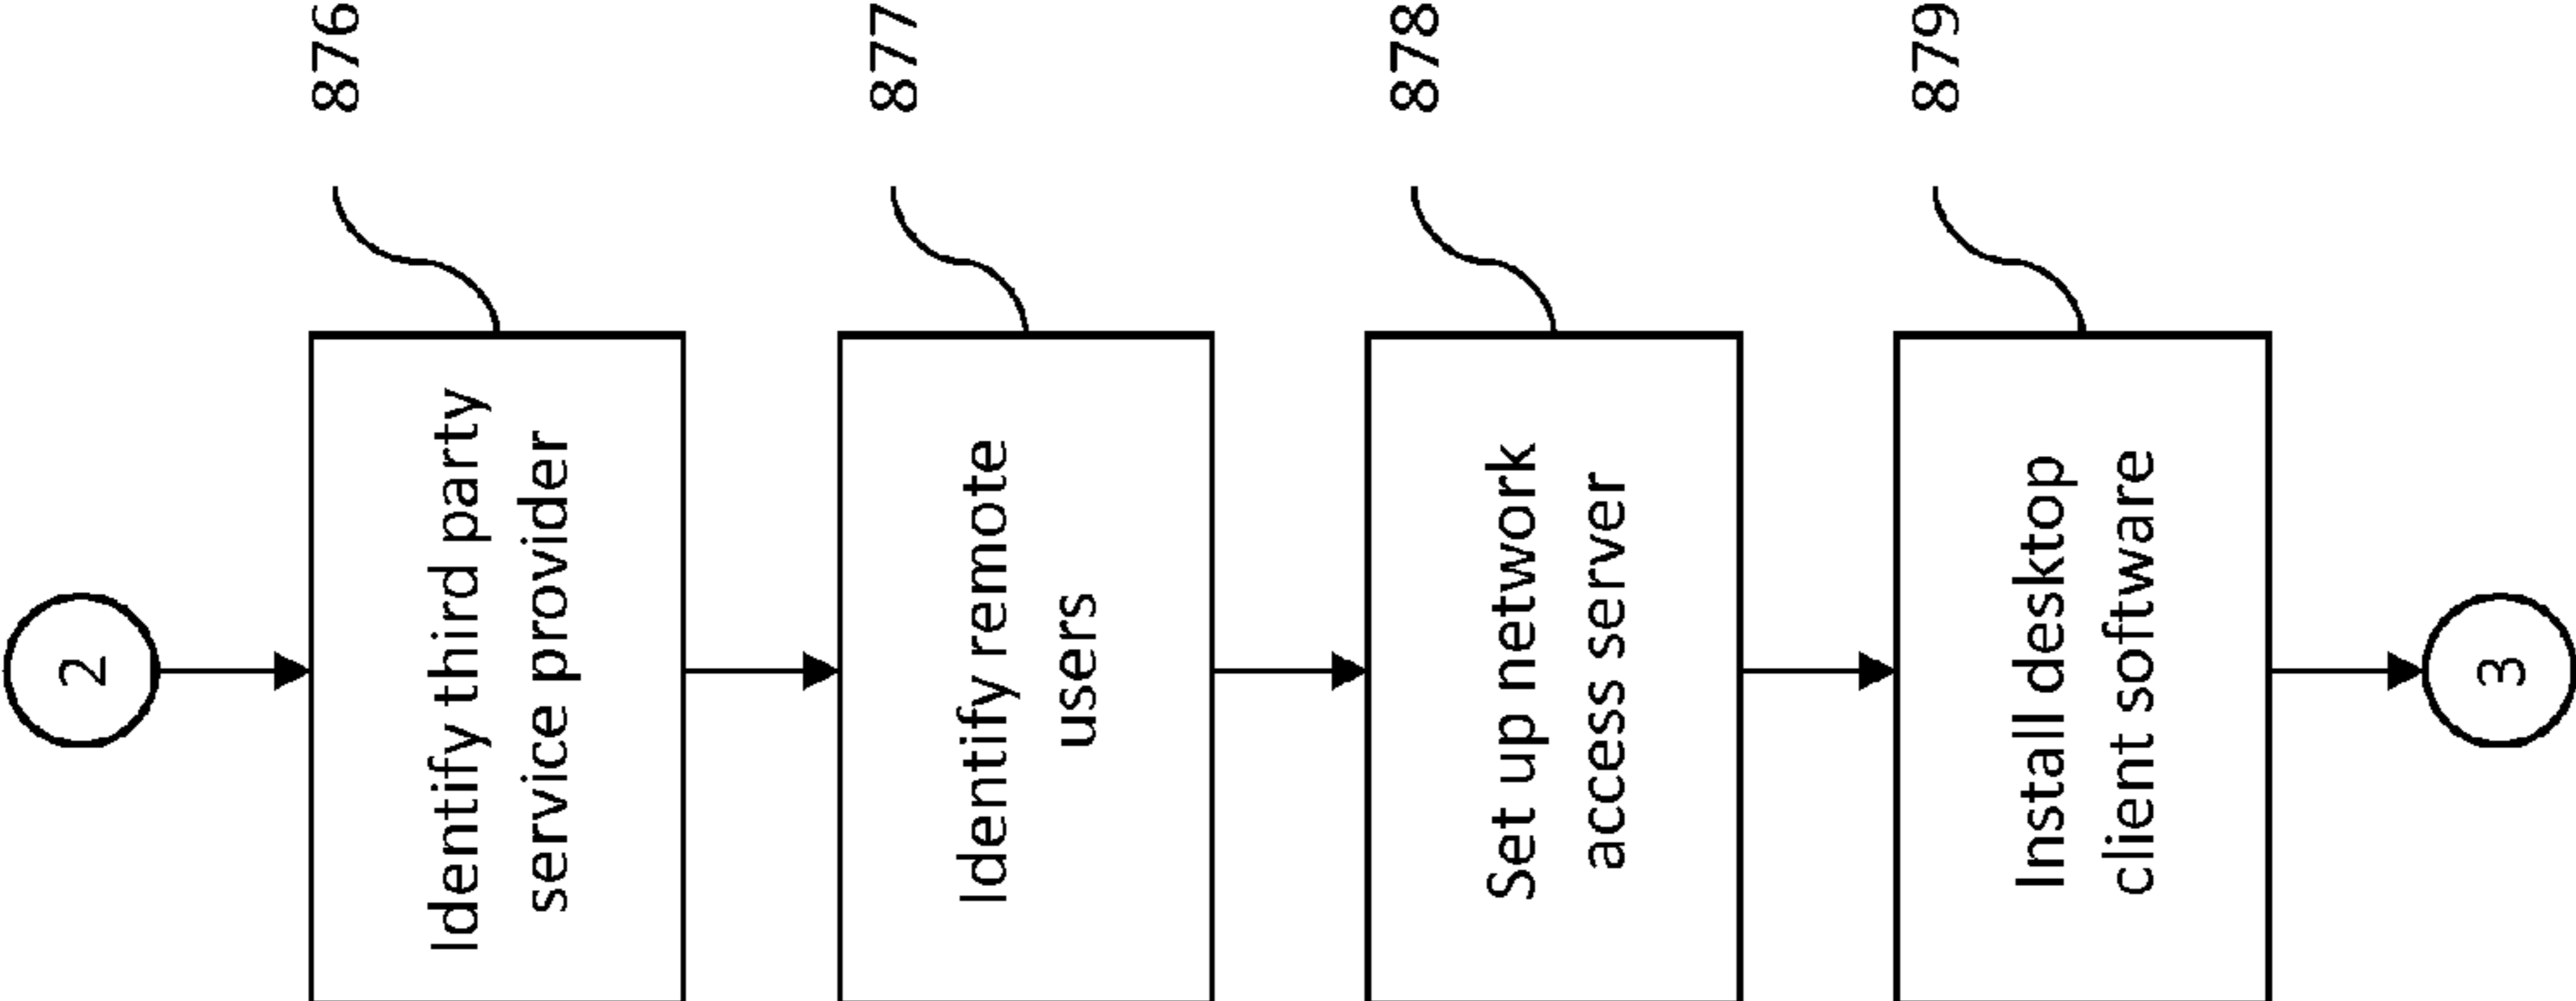 2
Identify third party
service provider
876
Identify remote
users
877
Set up network
access server
878
Install desktop
client software
879
3